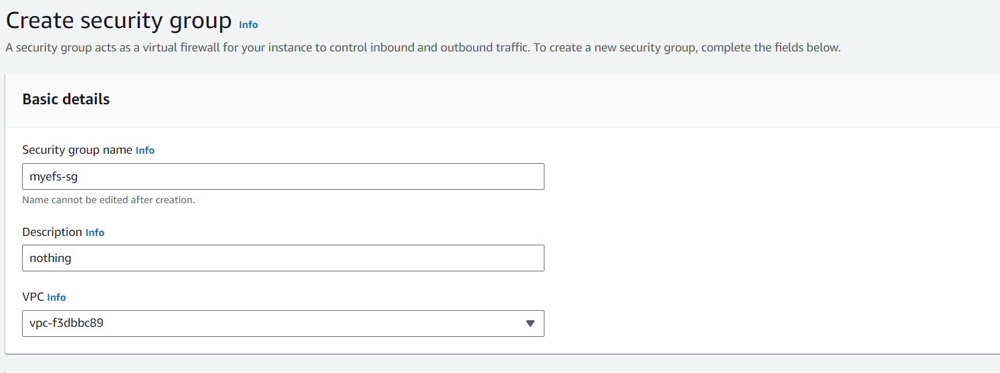 Create security group Info
A security group acts as a virtual firewall for your instance to control inbound and outbound traffic. To create a new security group, complete the fields below.
Basic details
Security group name Info
myefs-sg
Name cannot be edited after creation.
Description Info
nothing
VPC Info
vpc-f3dbbc89